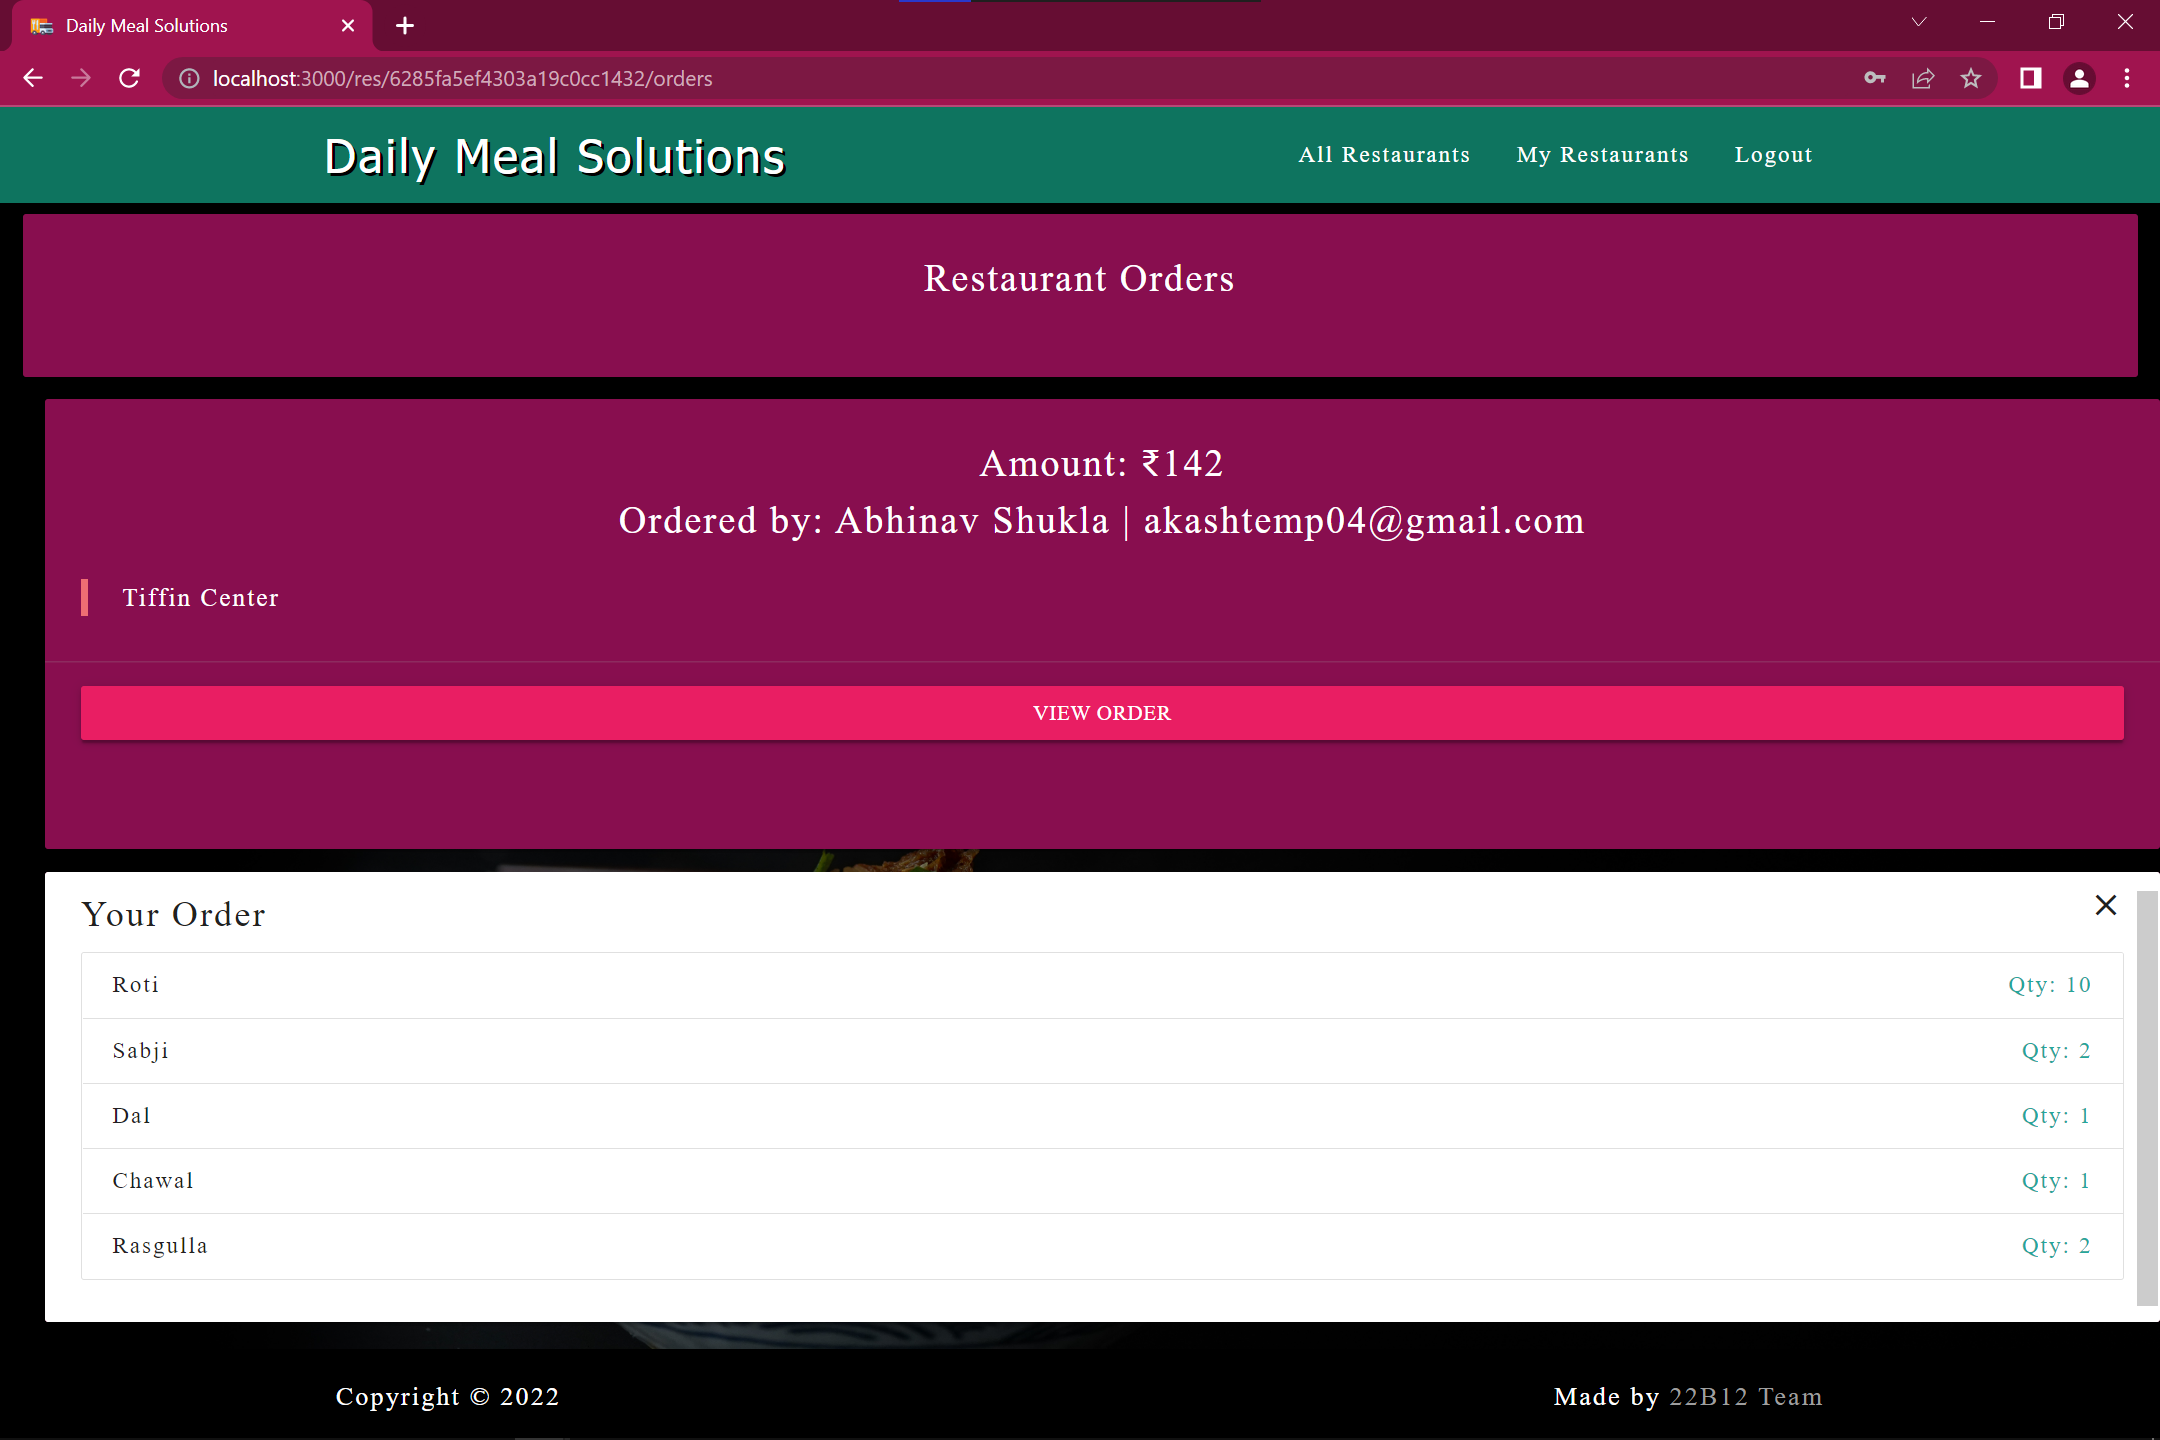 Daily Meal Solutions
localhost:3000/res/6285fa5ef4303a19c0cc1432/orders
Daily Meal Solutions
All Restaurants
My Restaurants
Logout
Restaurant Orders
Amount: ₹142
Ordered by: Abhinav Shukla | akashtemp04@gmail.com
Tiffin Center
VIEW ORDER
Your Order
Roti Qty: 10
Sabji Qty: 2
Dal Qty: 1
Chawal Qty: 1
Rasgulla Qty: 2
Copyright © 2022
Made by 22B12 Team